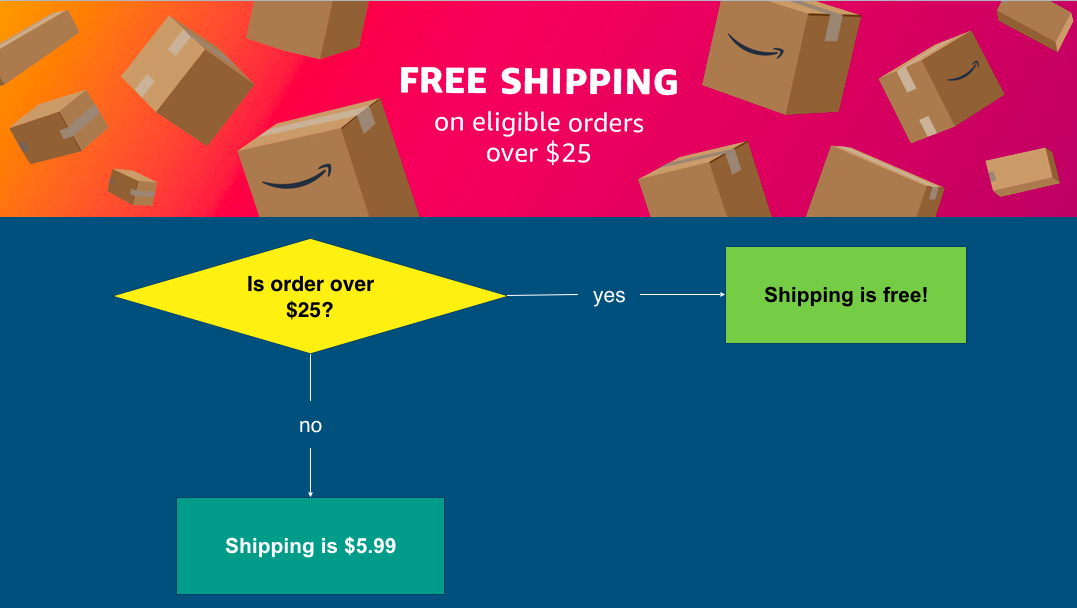 FREE SHIPPING
on eligible orders
over $25
Is order over
$25?
yes
Shipping is free!
no
Shipping is $5.99